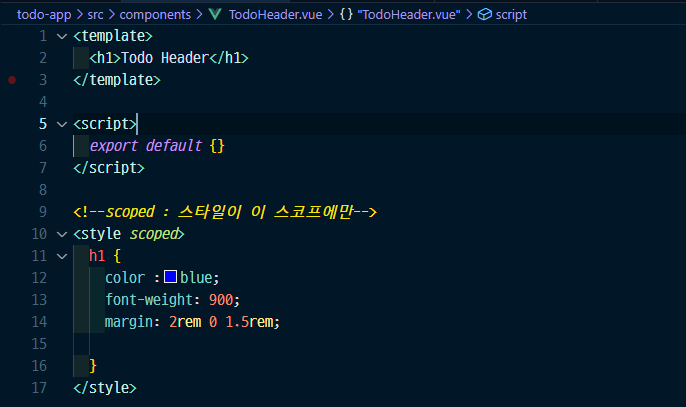 todo-app > src > components > TodoHeader.vue > {} "TodoHeader.vue" > script
1 <template>
2 <h1>Todo Header</h1>
3 </template>
4
5 <script>
6 export default {}
7 </script>
8
9 <!--scoped : 스타일이 이 스코프에만-->
10 <style scoped>
11 h1 {
12 color :blue;
13 font-weight: 900;
14 margin: 2rem 0 1.5rem;
15
16 }
17 </style>